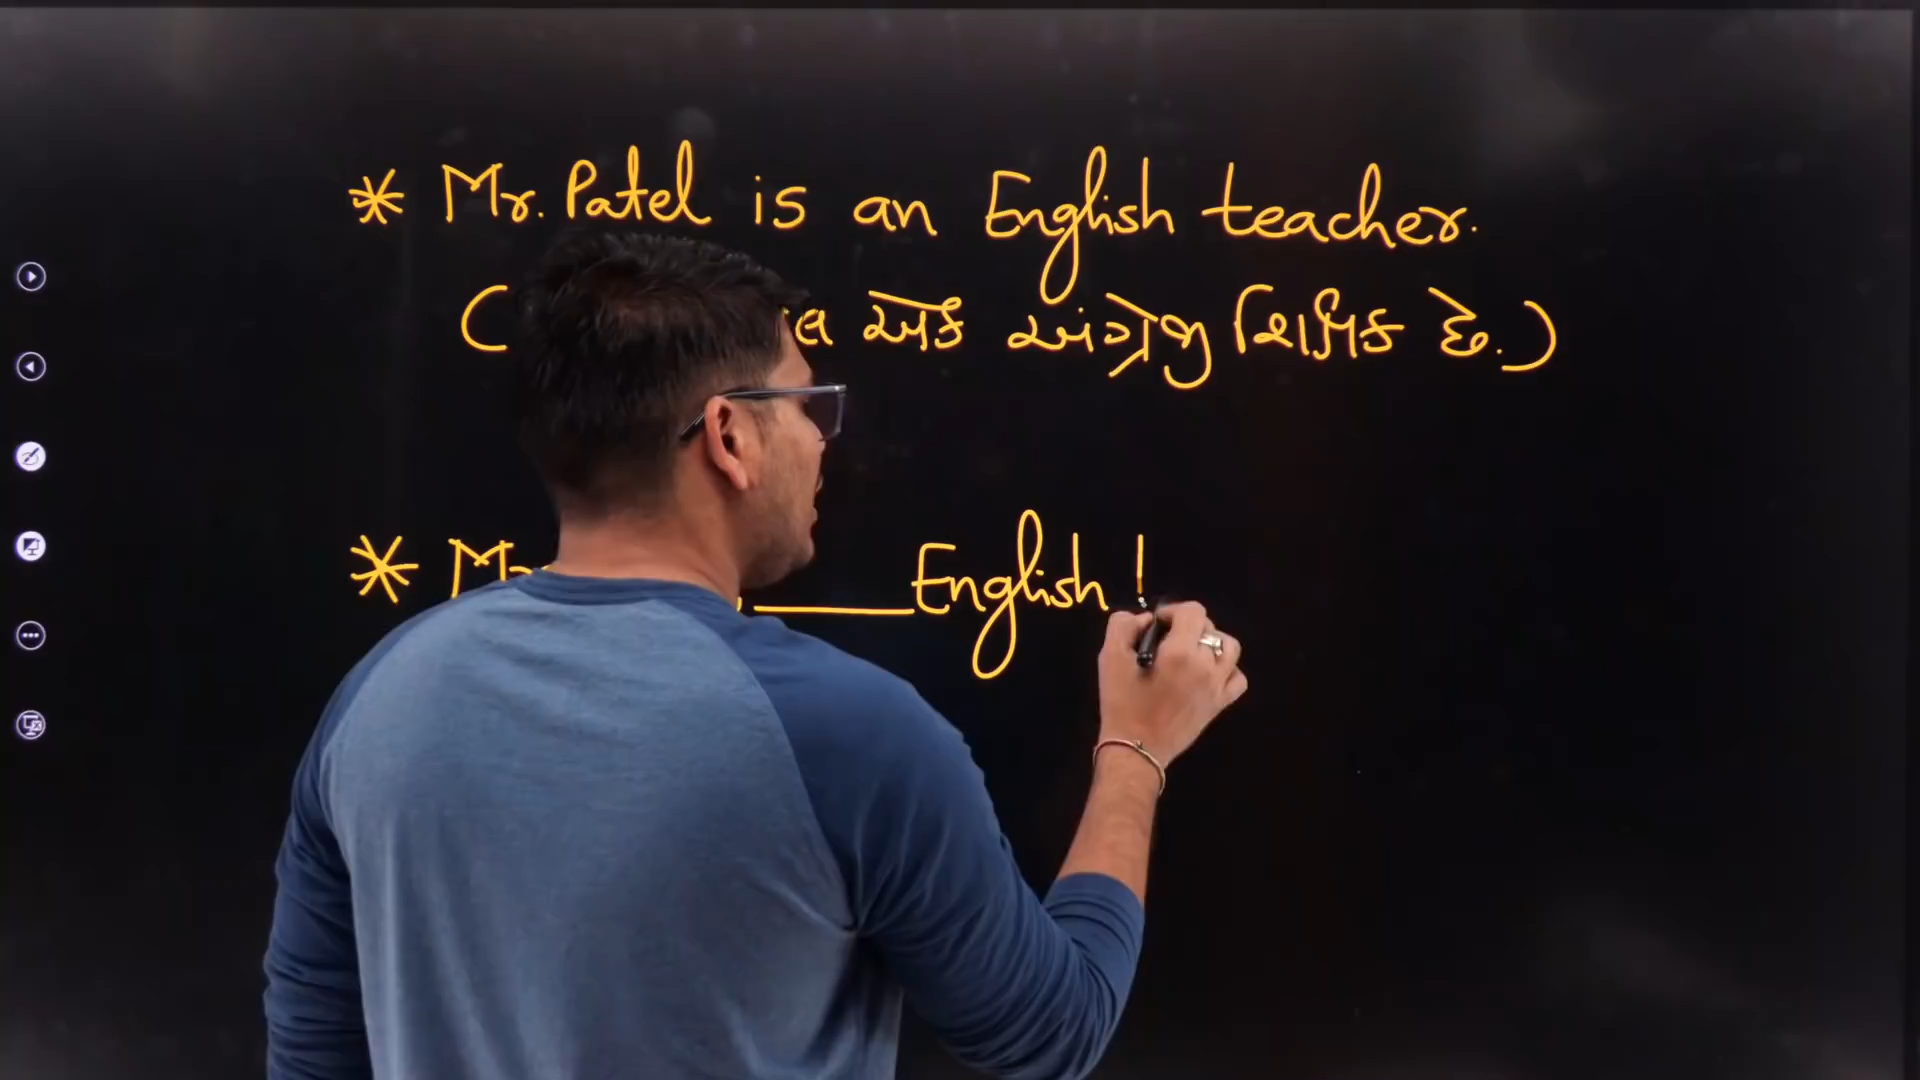 * Mr. Patel is an English teacher.
( એક અંગ્રેજી શિક્ષક છે.)
* English